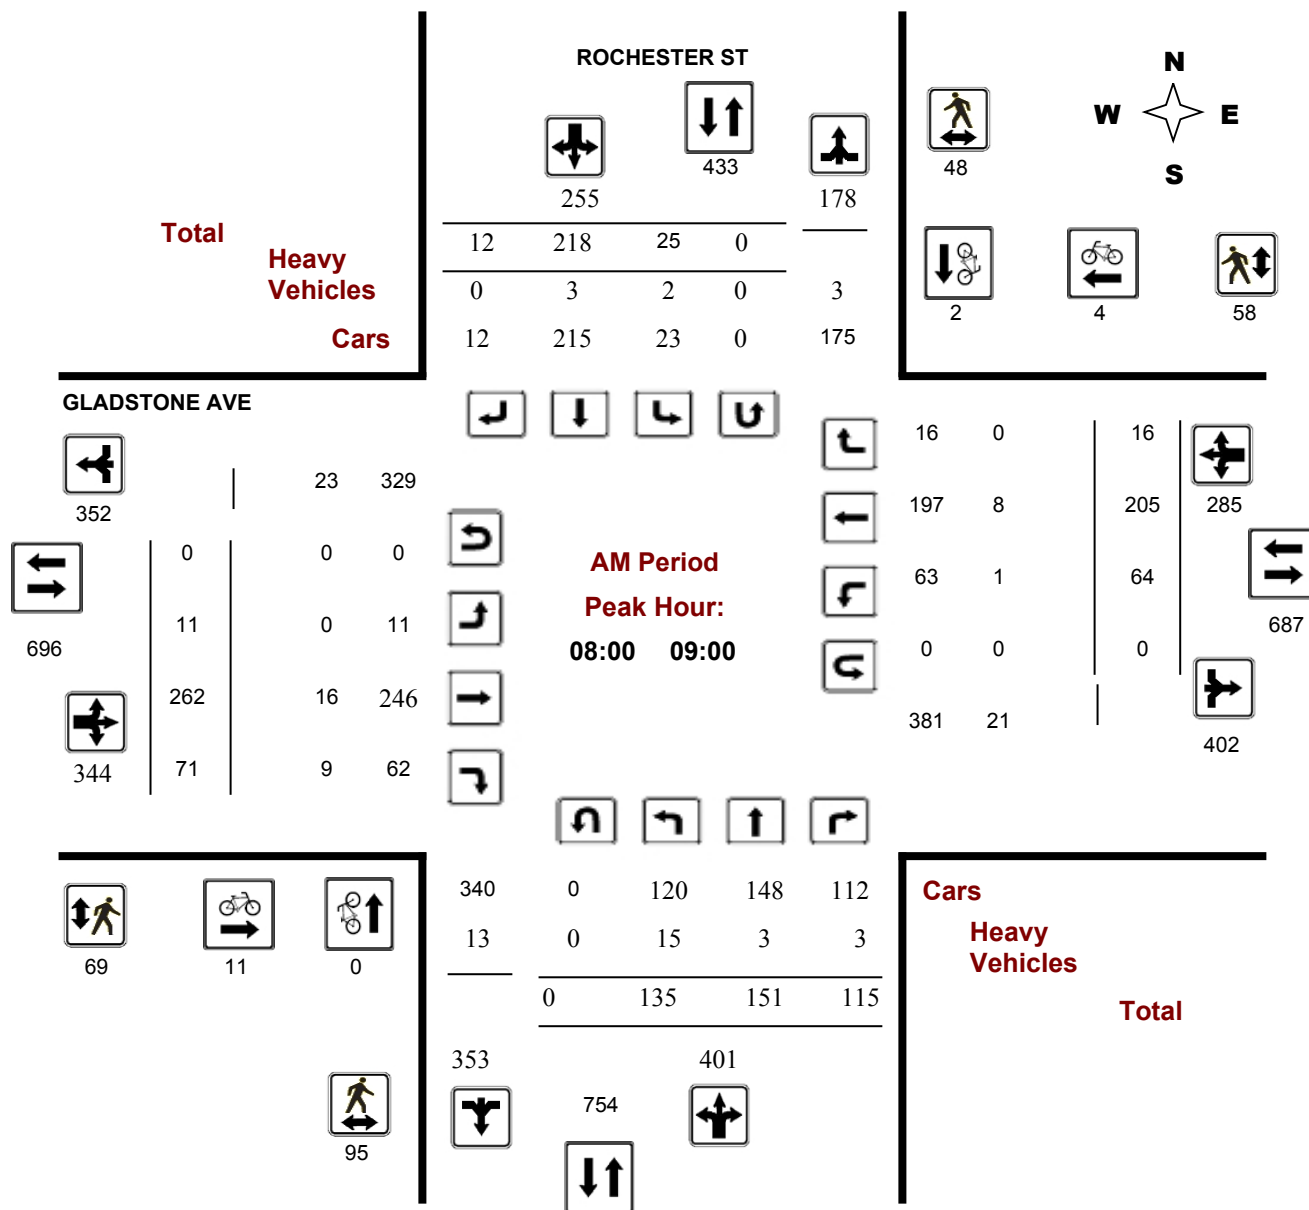 ROCHESTER ST
N
W E
S
433
48
255 178
Total 12 218 25 0
Heavy
Vehicles 0 3 2 0 3
2 4 58
Cars 12 215 23 0 175
GLADSTONE AVE
16 0 16
23 329
352
197 8 205 285
0 0 0
AM Period
63 1 64
Peak Hour:
11 0 11
687
696
08:00 09:00
0 0 0
262 16 246
381 21
402
344 71 9 62
340 0 120 148 112 Cars
13 0 15 3 3 Heavy
Vehicles
69 11 0
0 135 151 115 Total
353 401
754
95